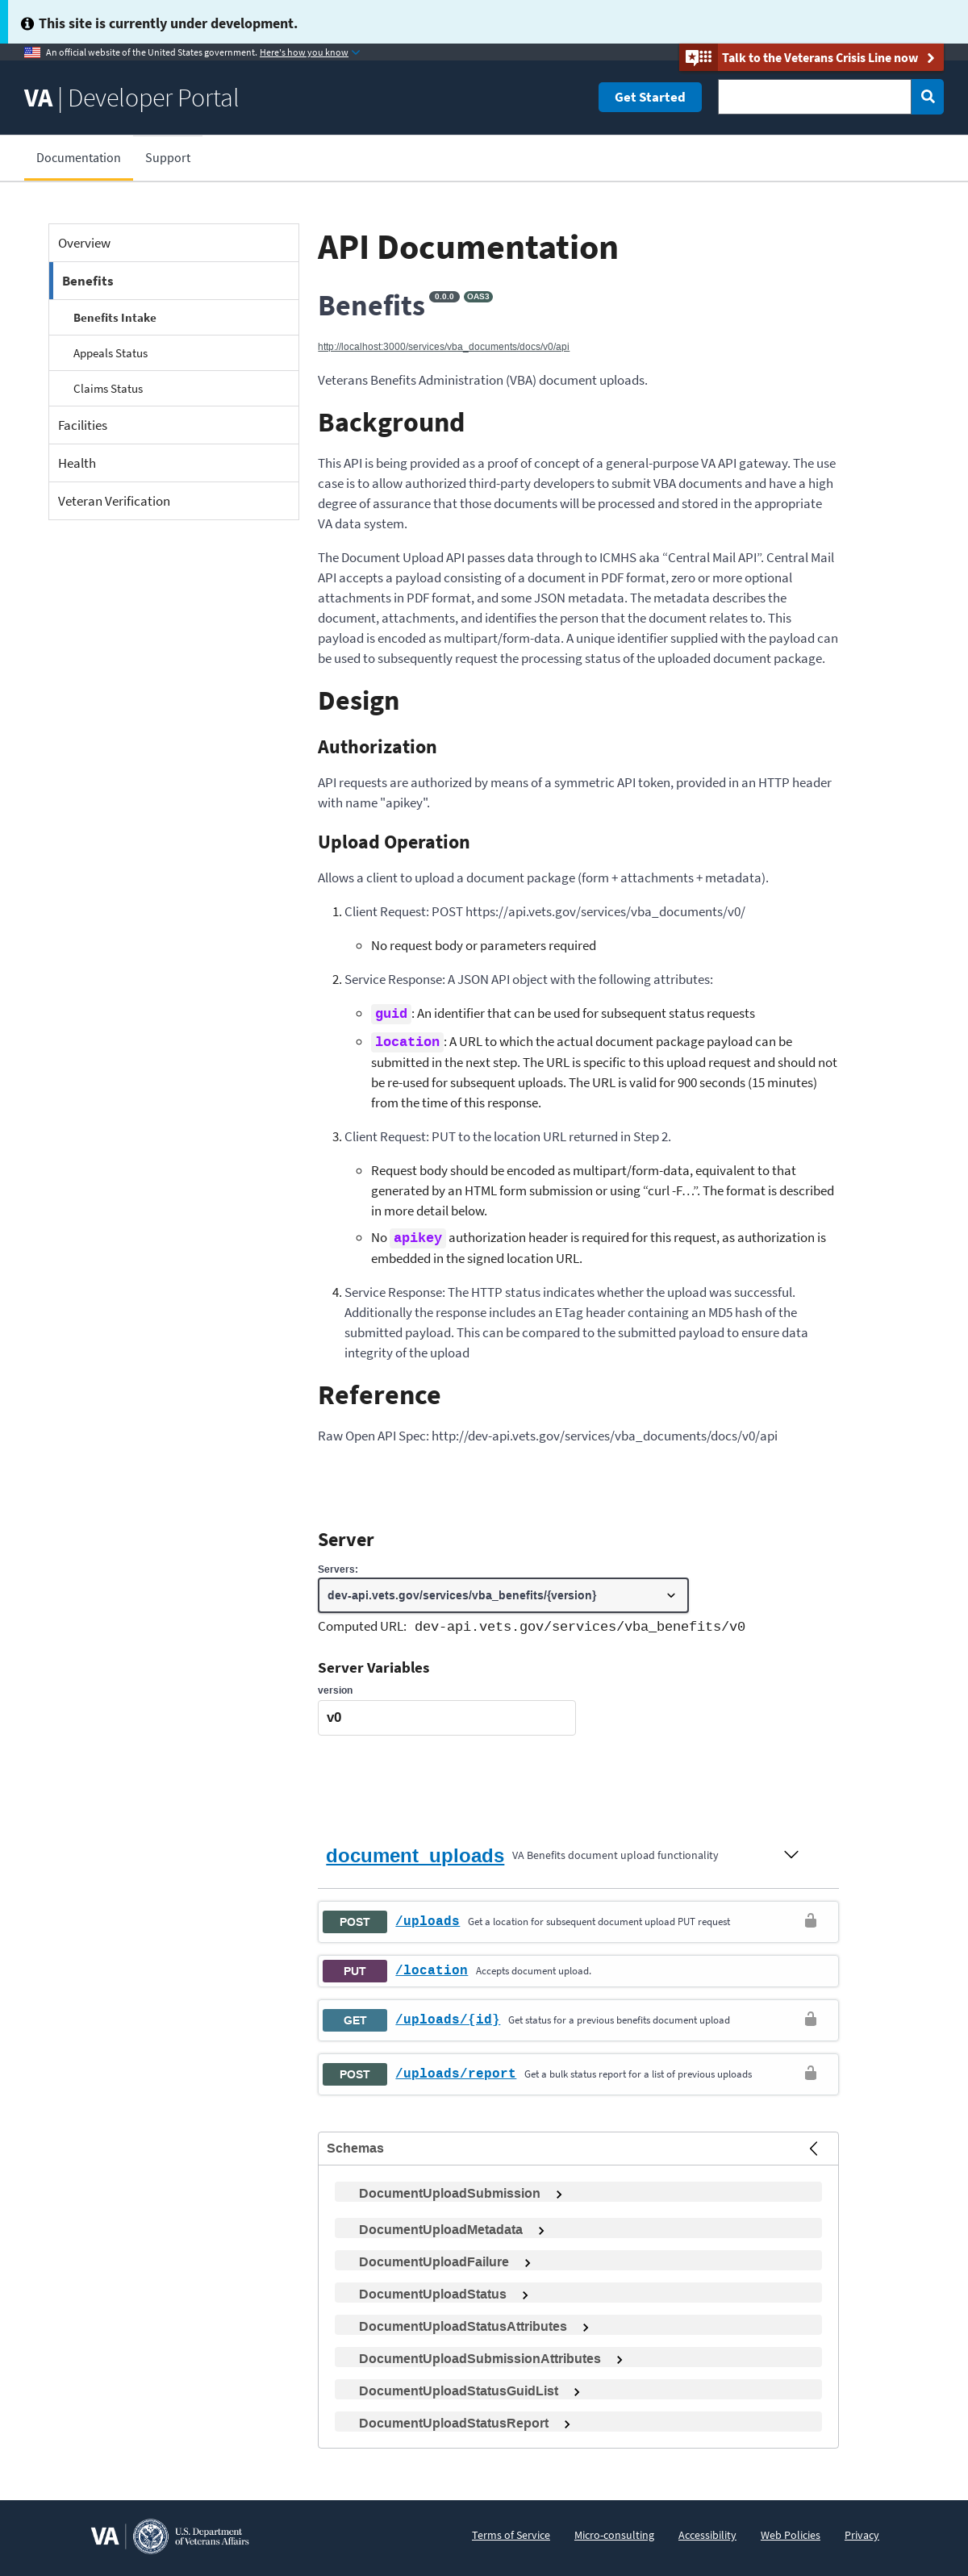 This site is currently under development.
An official website of the United States government. Here's how you know
Talk to the Veterans Crisis Line now
VA | Developer Portal
Get Started
Documentation
Support
Overview
Benefits
Benefits Intake
Appeals Status
Claims Status
Facilities
Health
Veteran Verification
API Documentation
Benefits 0.0.0 OAS3
http://localhost:3000/services/vba_documents/docs/v0/api
Veterans Benefits Administration (VBA) document uploads.
Background
This API is being provided as a proof of concept of a general-purpose VA API gateway. The use
case is to allow authorized third-party developers to submit VBA documents and have a high
degree of assurance that those documents will be processed and stored in the appropriate
VA data system.
The Document Upload API passes data through to ICMHS aka “Central Mail API”. Central Mail
API accepts a payload consisting of a document in PDF format, zero or more optional
attachments in PDF format, and some JSON metadata. The metadata describes the
document, attachments, and identifies the person that the document relates to. This
payload is encoded as multipart/form-data. A unique identifier supplied with the payload can
be used to subsequently request the processing status of the uploaded document package.
Design
Authorization
API requests are authorized by means of a symmetric API token, provided in an HTTP header
with name "apikey".
Upload Operation
Allows a client to upload a document package (form + attachments + metadata).
1. Client Request: POST https://api.vets.gov/services/vba_documents/v0/
No request body or parameters required
2. Service Response: A JSON API object with the following attributes:
guid: An identifier that can be used for subsequent status requests
location: A URL to which the actual document package payload can be
submitted in the next step. The URL is specific to this upload request and should not
be re-used for subsequent uploads. The URL is valid for 900 seconds (15 minutes)
from the time of this response.
3. Client Request: PUT to the location URL returned in Step 2.
Request body should be encoded as multipart/form-data, equivalent to that
generated by an HTML form submission or using “curl -F…”. The format is described
in more detail below.
No apikey authorization header is required for this request, as authorization is
embedded in the signed location URL.
4. Service Response: The HTTP status indicates whether the upload was successful.
Additionally the response includes an ETag header containing an MD5 hash of the
submitted payload. This can be compared to the submitted payload to ensure data
integrity of the upload
Reference
Raw Open API Spec: http://dev-api.vets.gov/services/vba_documents/docs/v0/api
Server
Servers:
dev-api.vets.gov/services/vba_benefits/{version}
Computed URL: dev-api.vets.gov/services/vba_benefits/v0
Server Variables
version
v0
document_uploads VA Benefits document upload functionality
POST /uploads Get a location for subsequent document upload PUT request
PUT /location Accepts document upload.
GET /uploads/{id} Get status for a previous benefits document upload
POST /uploads/report Get a bulk status report for a list of previous uploads
Schemas
DocumentUploadSubmission
DocumentUploadMetadata
DocumentUploadFailure
DocumentUploadStatus
DocumentUploadStatusAttributes
DocumentUploadSubmissionAttributes
DocumentUploadStatusGuidList
DocumentUploadStatusReport
VA
U.S. Department
of Veterans Affairs
Terms of Service
Micro-consulting
Accessibility
Web Policies
Privacy